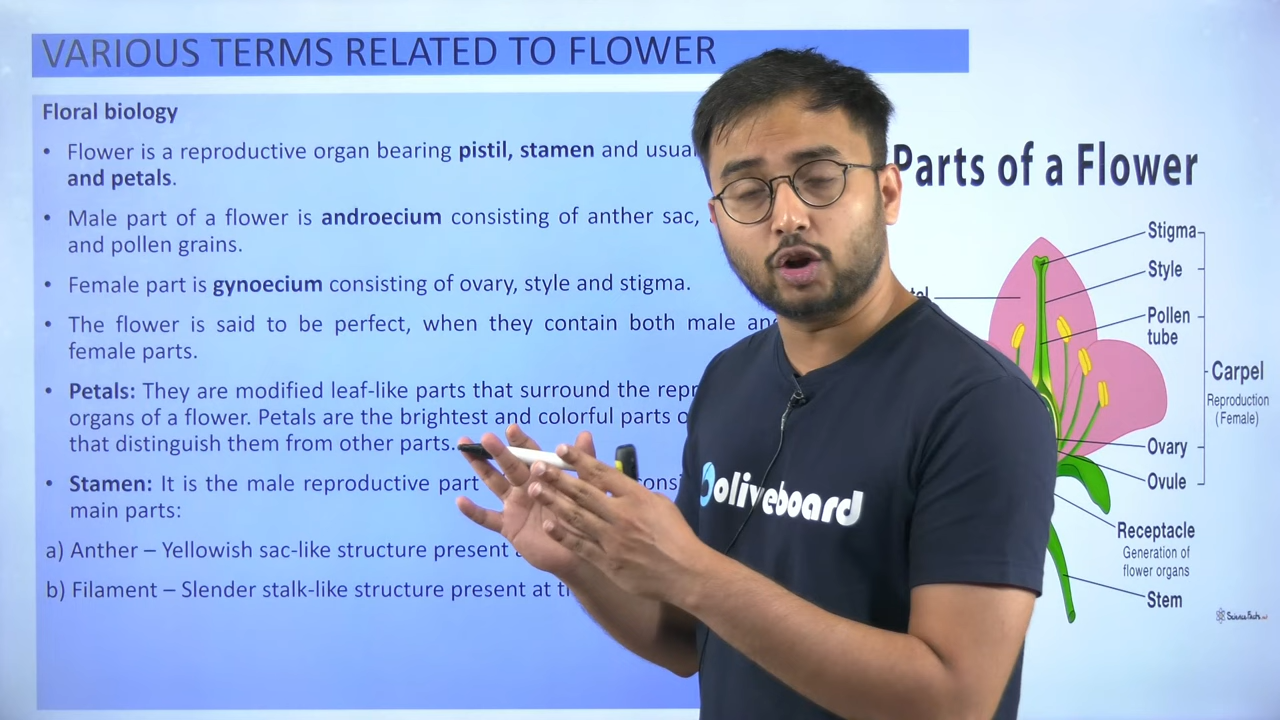 VARIOUS TERMS RELATED TO FLOWER
Floral biology
• Flower is a reproductive organ bearing pistil, stamen and
and petals.
• Male part of a flower is androecium consisting of anther sac,
and pollen grains.
• Female part is gynoecium consisting of ovary, style and stigma.
• The flower is said to be perfect, when they contain both male
female parts.
• Petals: They are modified leaf-like parts that surround the
organs of a flower. Petals are the brightest and colorful parts
that distinguish them from other parts.
• Stamen: It is the male reproductive part
main parts:
a) Anther – Yellowish sac-like structure present
b) Filament – Slender stalk-like structure present at
oliveboard
Parts of a Flower
Stigma
Style
Pollen
tube
Carpel
Reproduction
(Female)
Ovary
Ovule
Receptacle
Generation of
flower organs
Stem